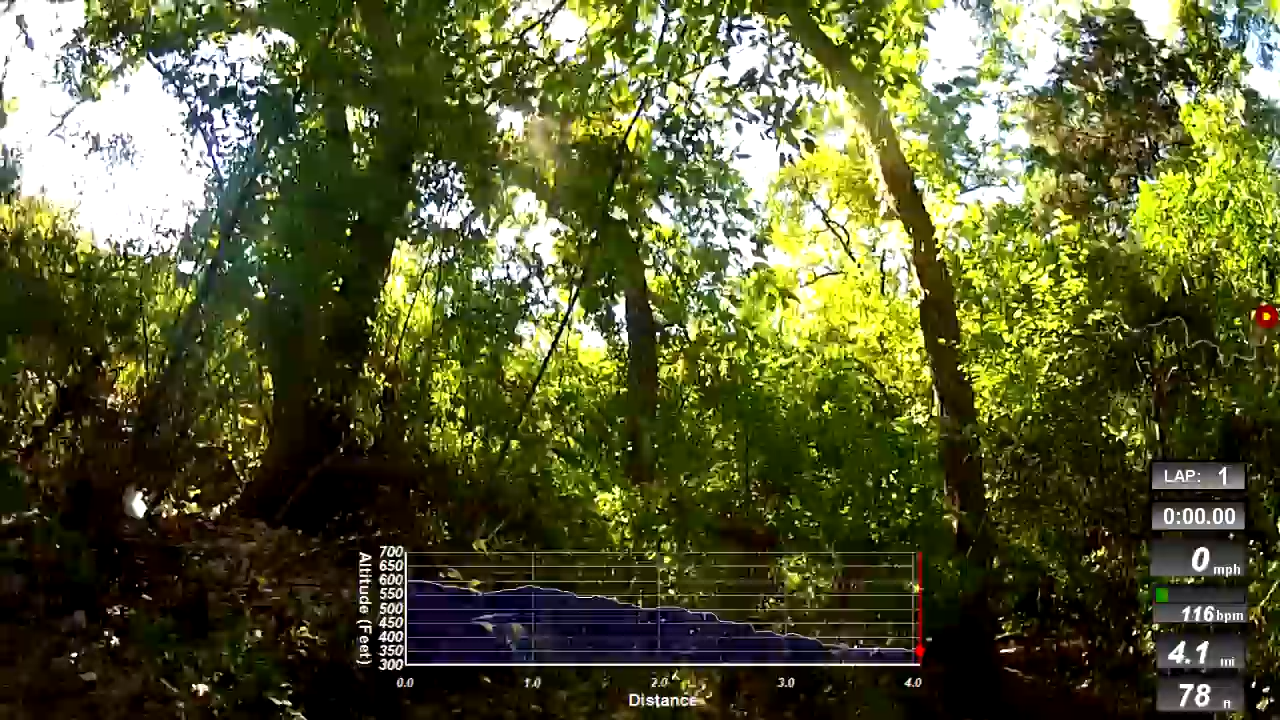 LAP: 1
0:00.00
0 mph
116 bpm
4.1 mi
78 ft
Altitude (Feet)
700
650
600
550
500
450
400
350
300
0.0 1.0 2.0 3.0 4.0
Distance